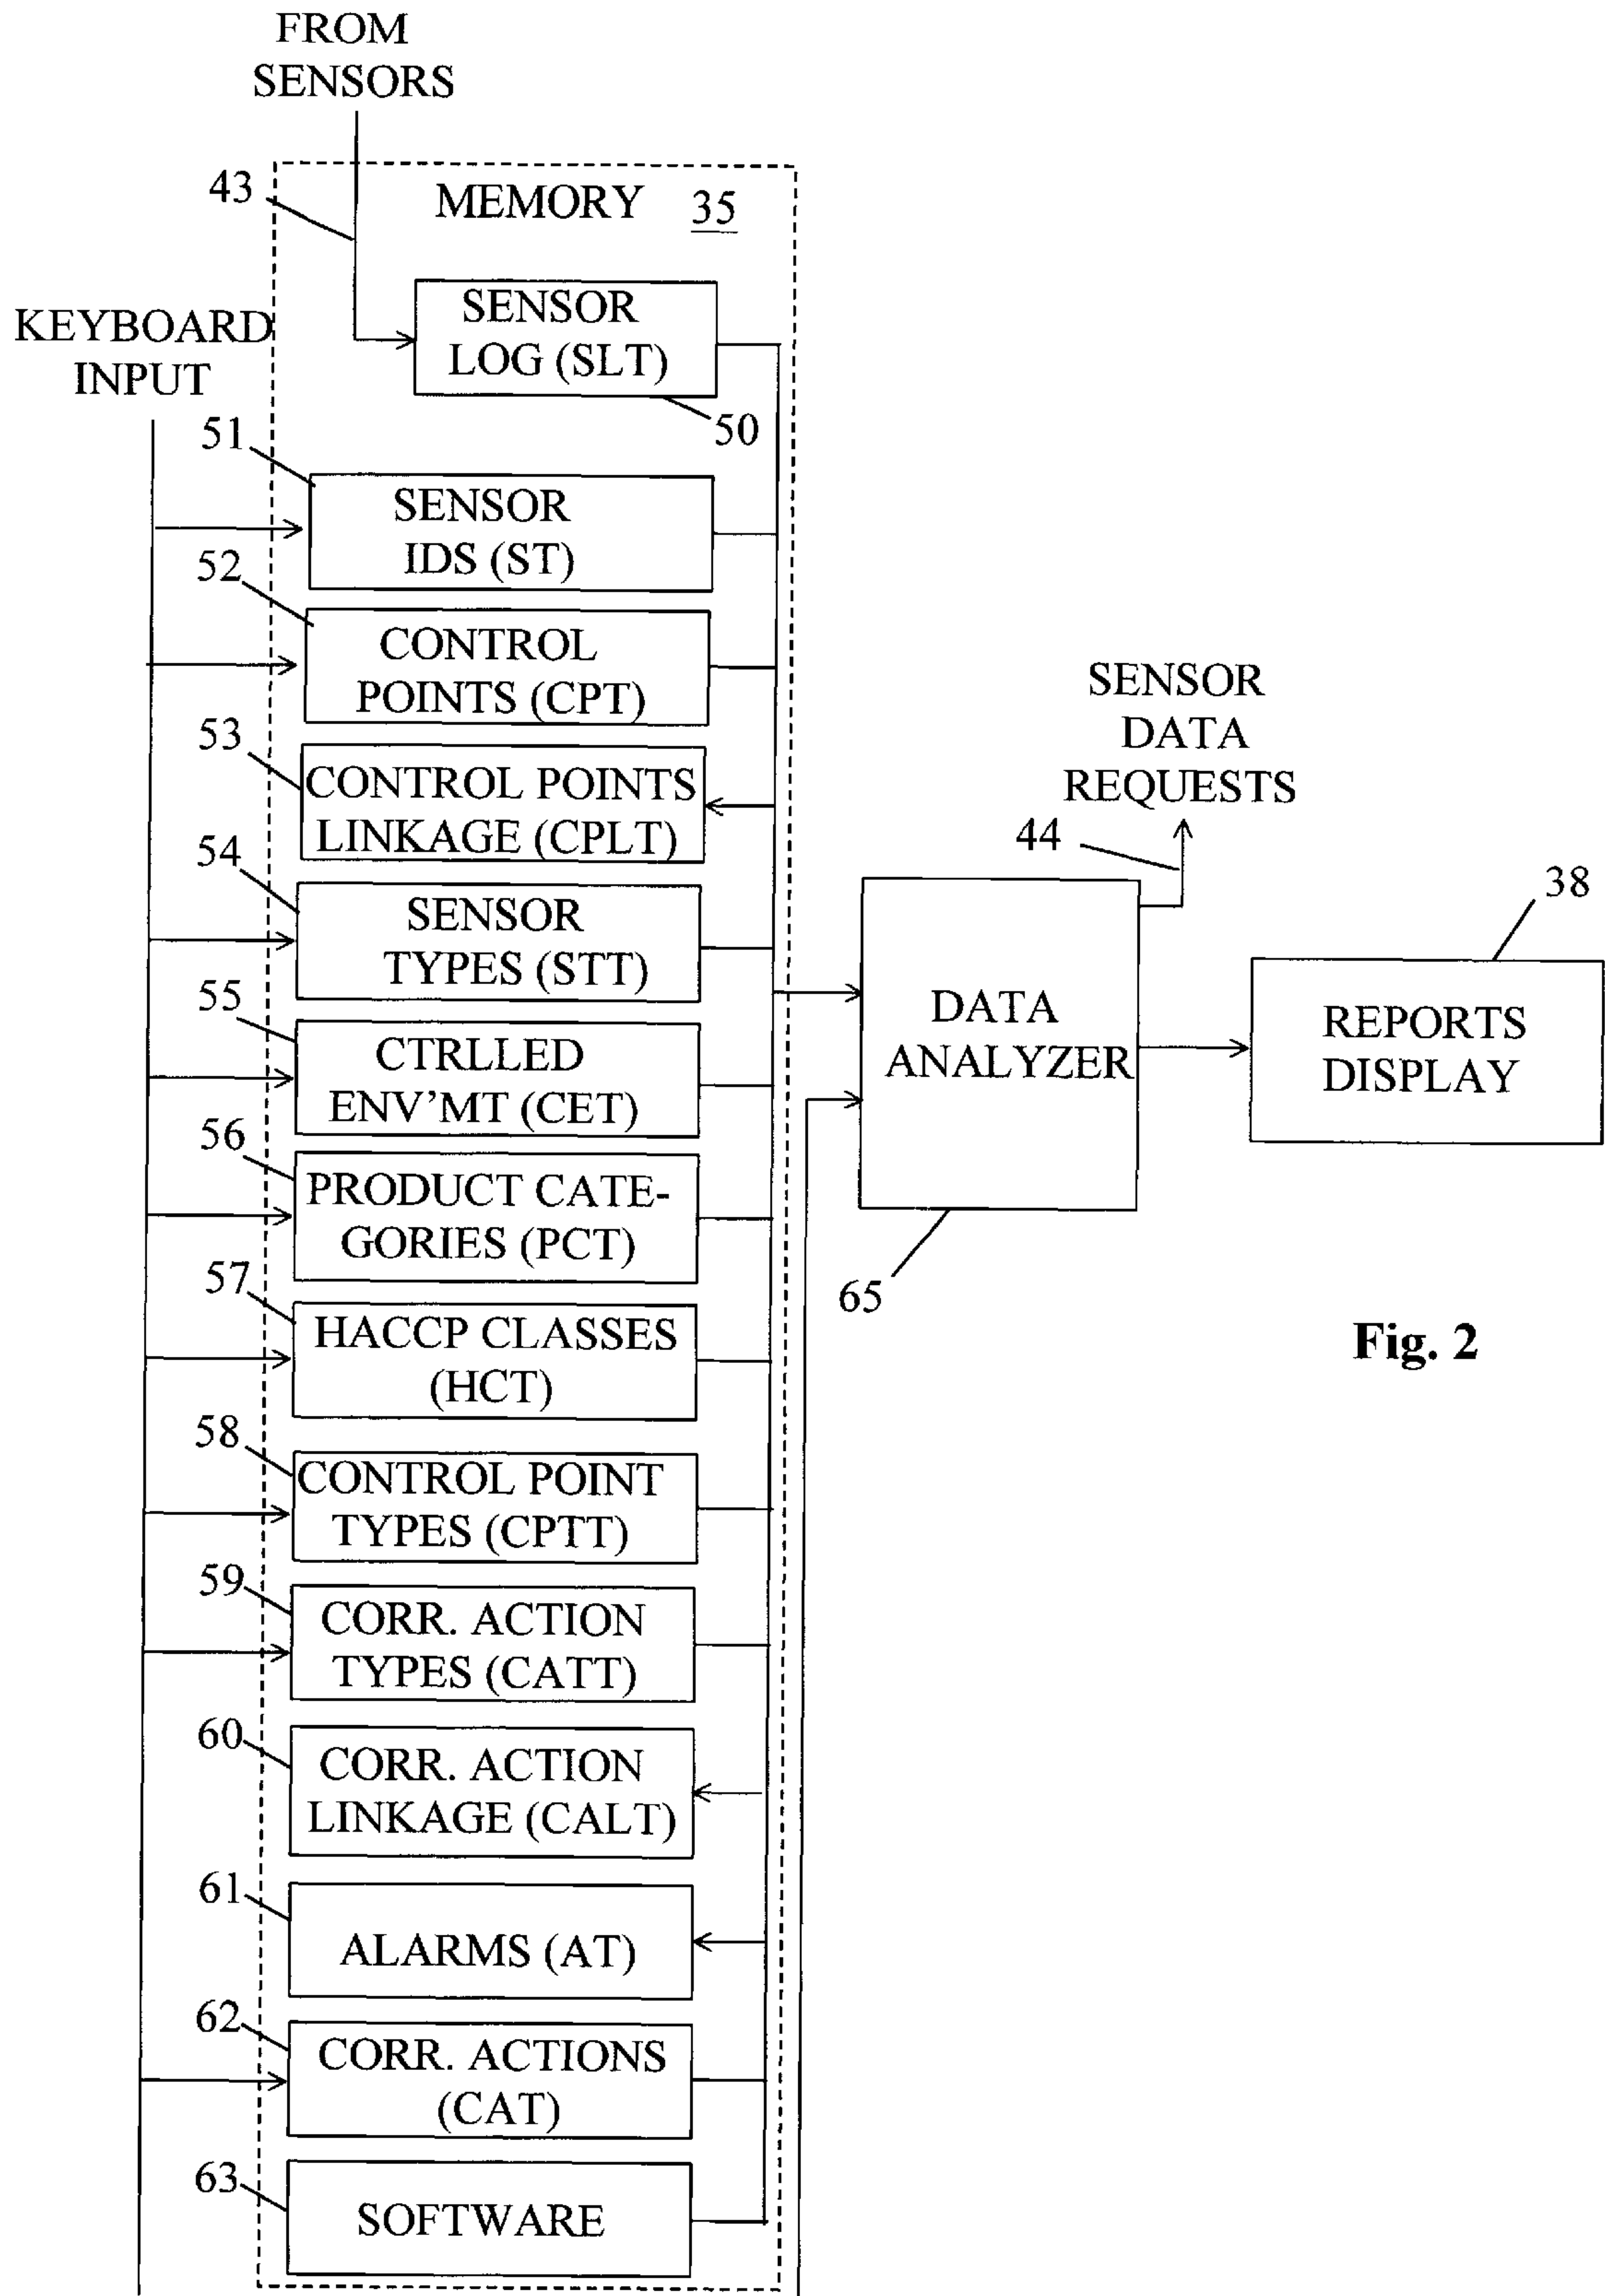 FROM
SENSORS
43
MEMORY 35
KEYBOARD
INPUT
SENSOR
LOG (SLT)
50
51
SENSOR
IDS (ST)
52
CONTROL
POINTS (CPT)
53
CONTROL POINTS
LINKAGE (CPLT)
54
SENSOR
TYPES (STT)
55
CTRLLED
ENV'MT (CET)
56
PRODUCT CATE-
GORIES (PCT)
57
HACCP CLASSES
(HCT)
58
CONTROL POINT
TYPES (CPTT)
59
CORR. ACTION
TYPES (CATT)
60
CORR. ACTION
LINKAGE (CALT)
61
ALARMS (AT)
62
CORR. ACTIONS
(CAT)
63
SOFTWARE
SENSOR
DATA
REQUESTS
44
DATA
ANALYZER
65
38
REPORTS
DISPLAY
Fig. 2